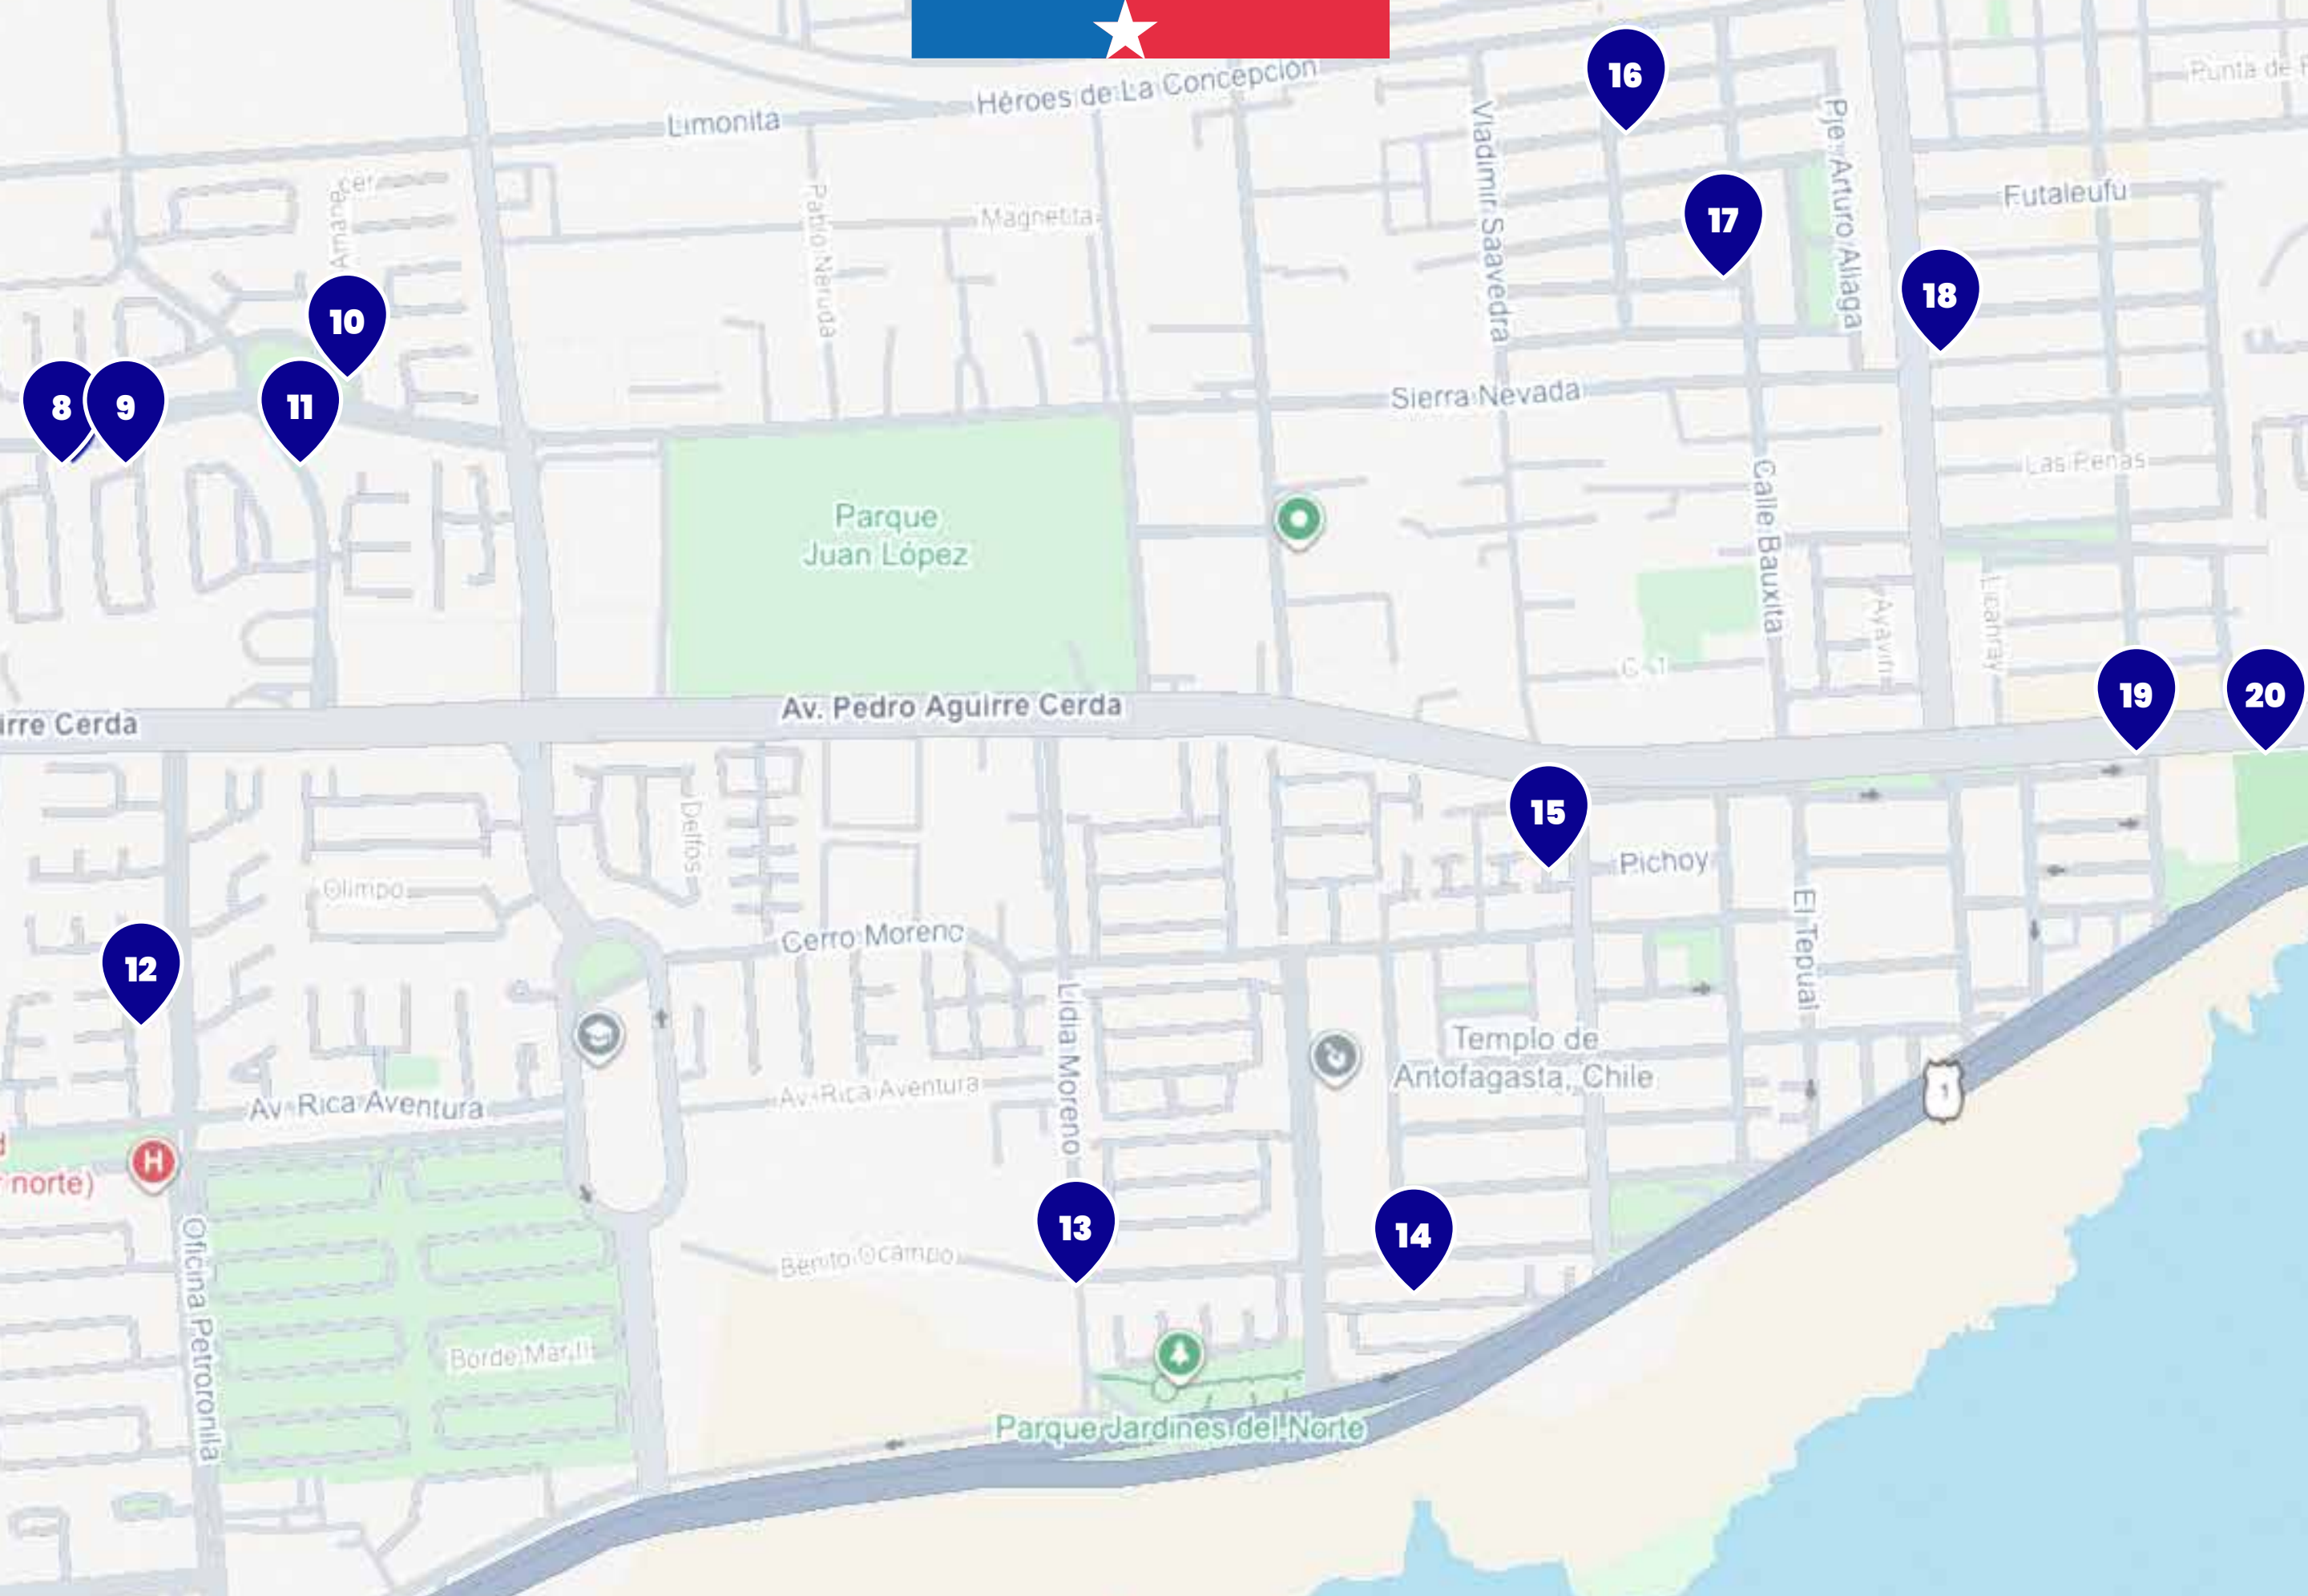 16
Punta de
Héroes de La Concepción
Limonita
Vladimir Saavedra
Pje. Arturo Aliaga
Amanecer
Pablo Neruda
Magnetita
Futaleufu
17
18
10
8
9
11
Sierra Nevada
Las Peñas
Calle Bauxita
Parque
Juan López
Ayaviri
Licanray
C. 1
19
20
irre Cerda
Av. Pedro Aguirre Cerda
15
Pichoy
Delfos
Olimpo
El Tepual
Cerro Moreno
12
Lidia Moreno
Templo de
Antofagasta, Chile
1
Av. Rica Aventura
Av. Rica Aventura
H
norte)
Oficina Petronila
13
14
Benito Ocampo
Borde Mar II
Parque Jardines del Norte